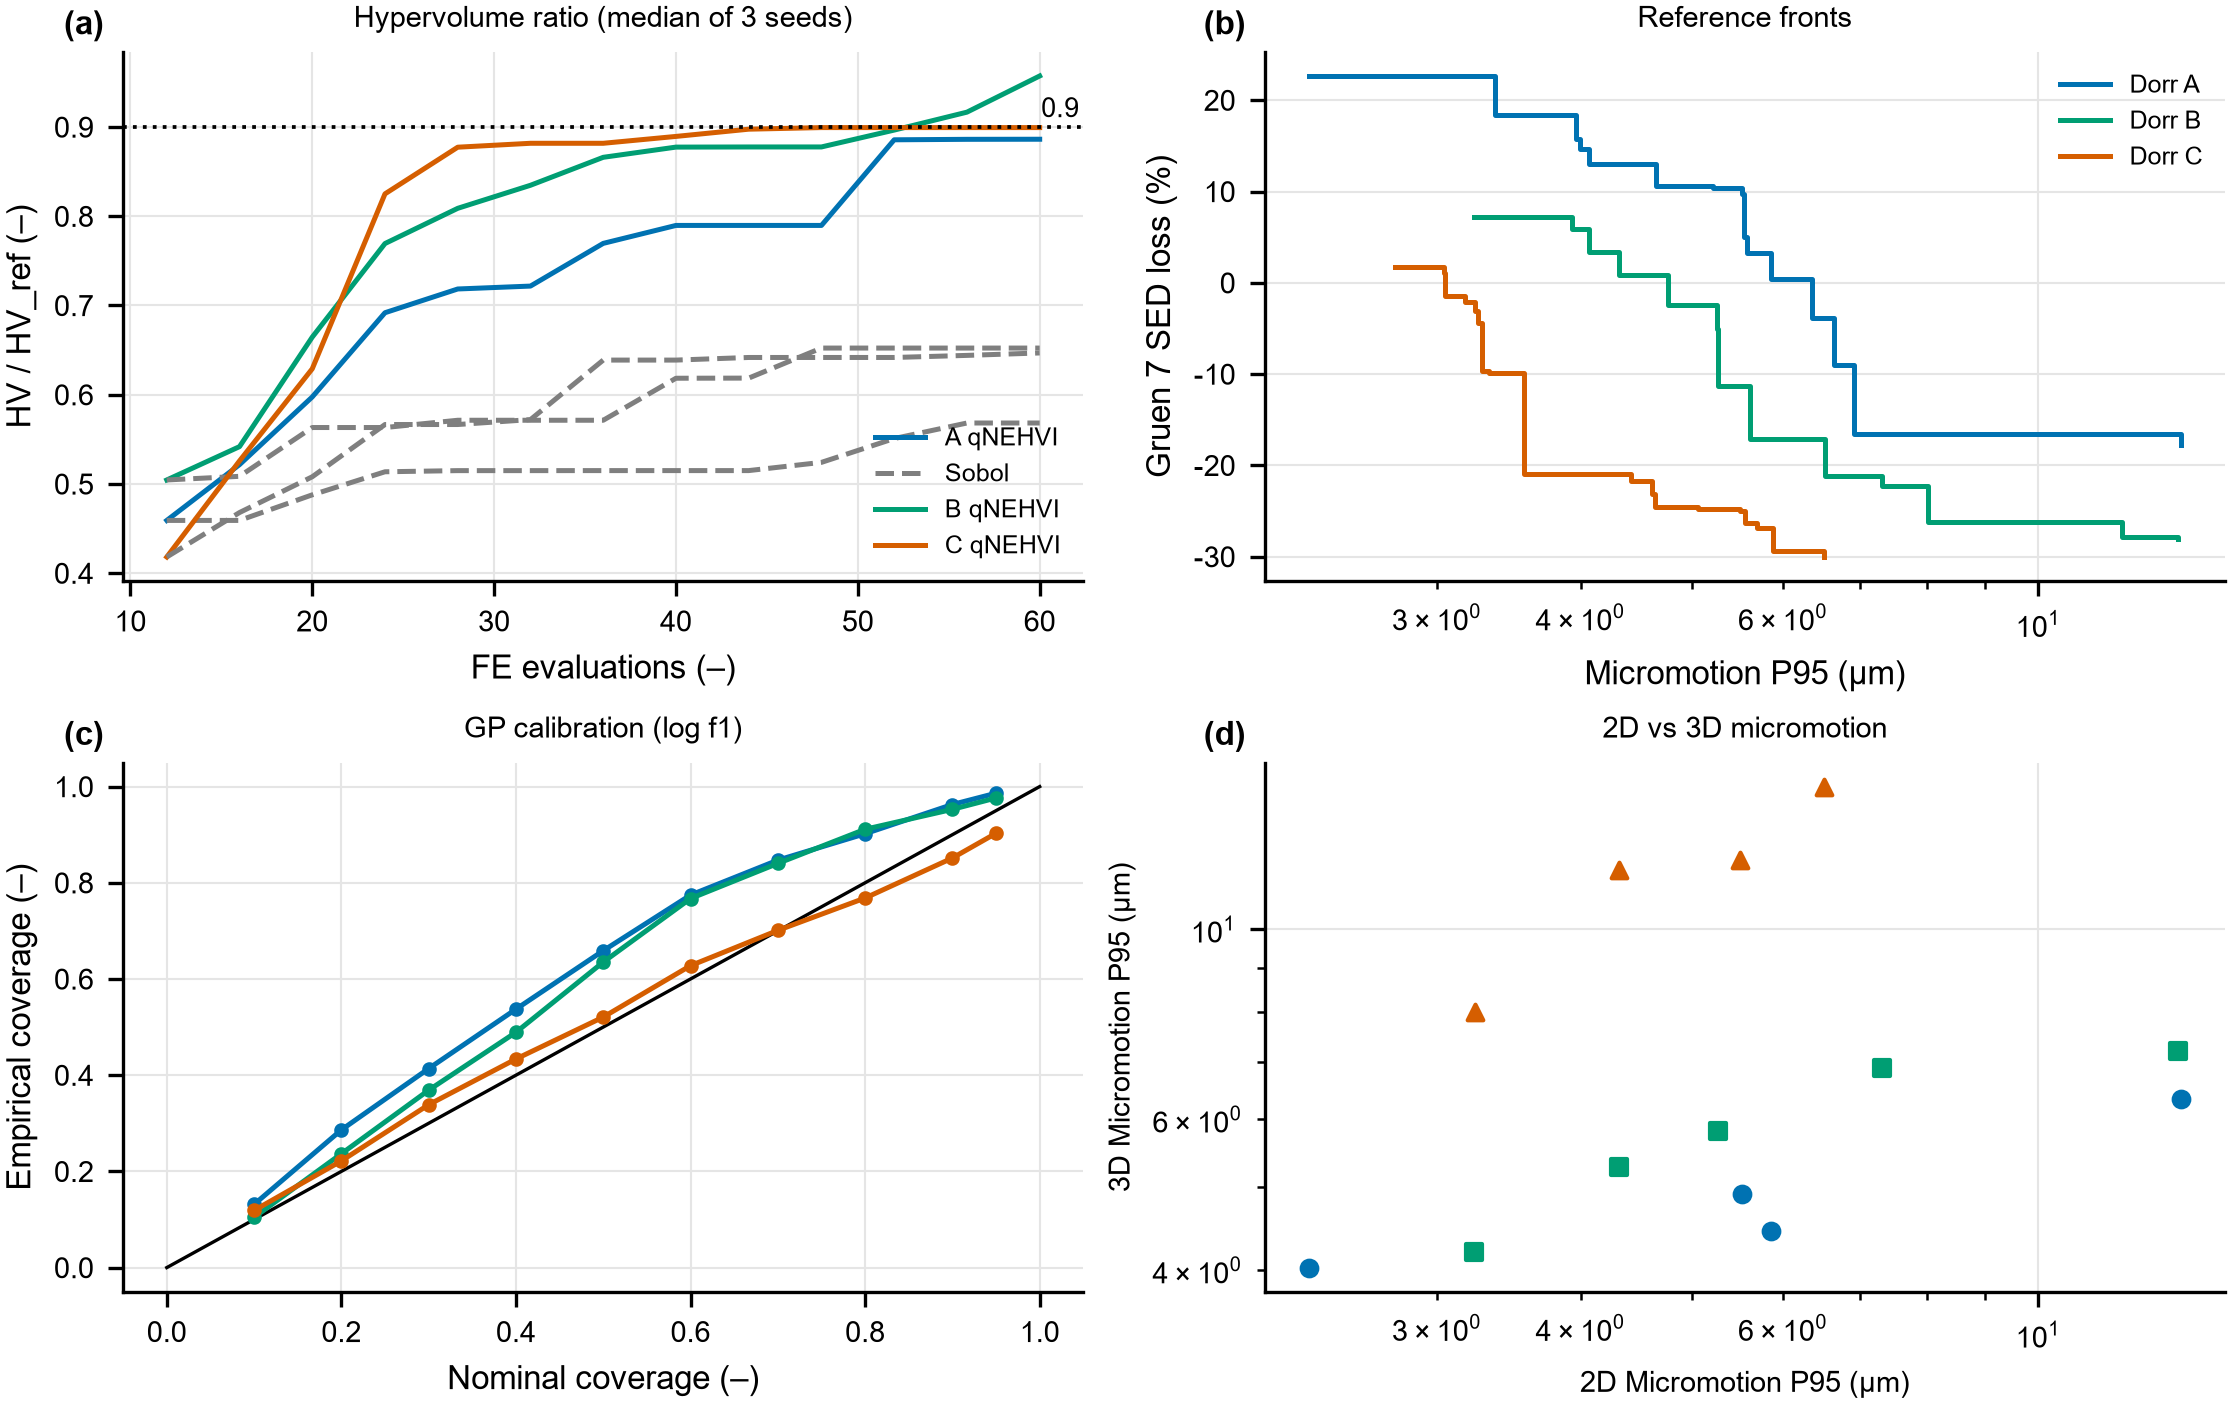 (a)
Hypervolume ratio (median of 3 seeds)
HV / HV_ref (–)
0.9
0.8
0.7
0.6
0.5
0.4
0.9
A qNEHVI
Sobol
B qNEHVI
C qNEHVI
10 20 30 40 50 60
FE evaluations (–)
(b)
Reference fronts
Gruen 7 SED loss (%)
20
10
0
-10
-20
-30
Dorr A
Dorr B
Dorr C
3 × 10⁰ 4 × 10⁰ 6 × 10⁰ 10¹
Micromotion P95 (µm)
(c)
GP calibration (log f1)
Empirical coverage (–)
1.0
0.8
0.6
0.4
0.2
0.0
0.0 0.2 0.4 0.6 0.8 1.0
Nominal coverage (–)
(d)
2D vs 3D micromotion
3D Micromotion P95 (µm)
10¹
6 × 10⁰
4 × 10⁰
3 × 10⁰ 4 × 10⁰ 6 × 10⁰ 10¹
2D Micromotion P95 (µm)